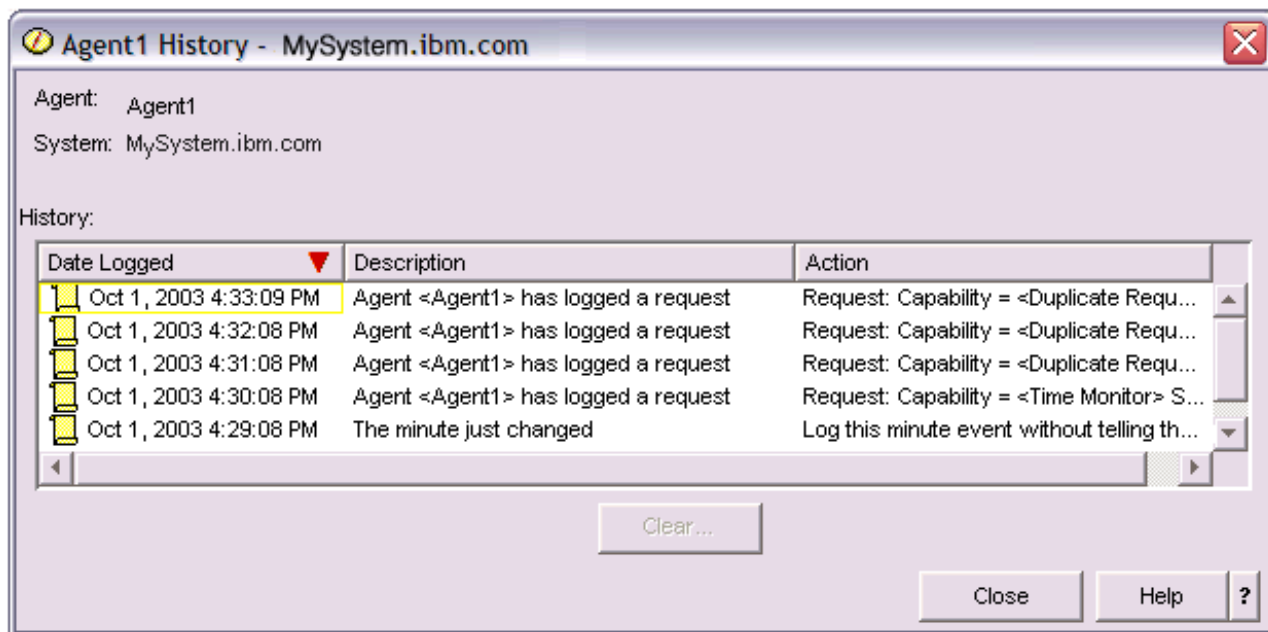 Agent1 History - MySystem.ibm.com
Agent: Agent1
System: MySystem.ibm.com
History:
Date Logged Description Action
Oct 1, 2003 4:33:09 PM Agent <Agent1> has logged a request Request: Capability = <Duplicate Requ...
Oct 1, 2003 4:32:08 PM Agent <Agent1> has logged a request Request: Capability = <Duplicate Requ...
Oct 1, 2003 4:31:08 PM Agent <Agent1> has logged a request Request: Capability = <Duplicate Requ...
Oct 1, 2003 4:30:08 PM Agent <Agent1> has logged a request Request: Capability = <Time Monitor> S...
Oct 1, 2003 4:29:08 PM The minute just changed Log this minute event without telling th...
Clear...
Close Help ?